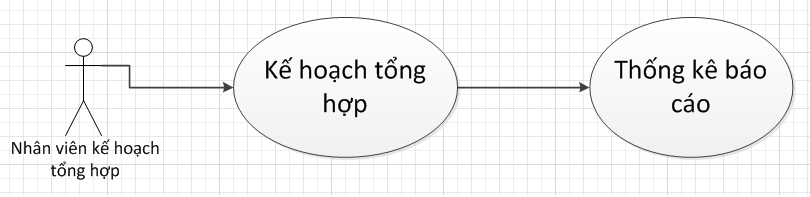 Nhân viên kế hoạch
tổng hợp
Kế hoạch tổng
hợp
Thống kê báo
cáo